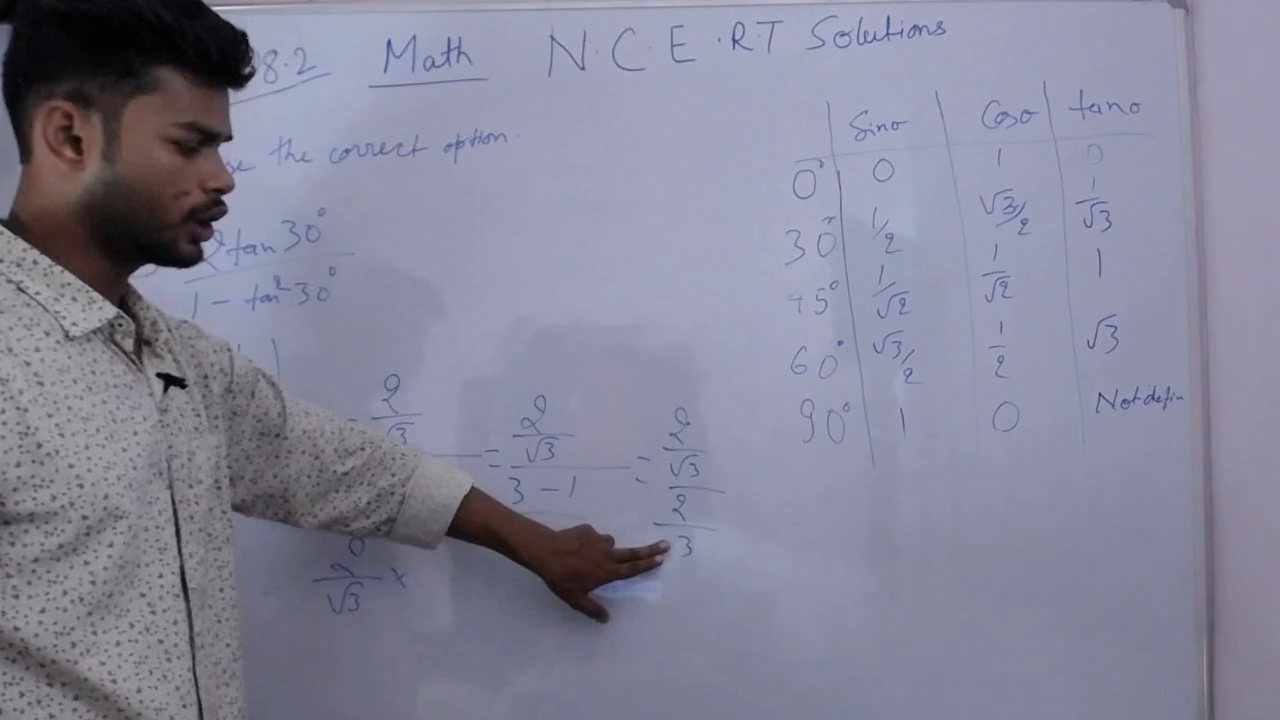 8.2 Math N.C.E.R.T Solutions
the correct option.
2 tan 30°
1 - tan² 30°
= 2/√3 = 2/√3 / 3 - 1 = 2/√3 / 2/3
2/√3 ×
Sinθ Cosθ tanθ
0° 0 1 0
30° 1/2 √3/2 1/√3
45° 1/√2 1/√2 1
60° √3/2 1/2 √3
90° 1 0 Not defin